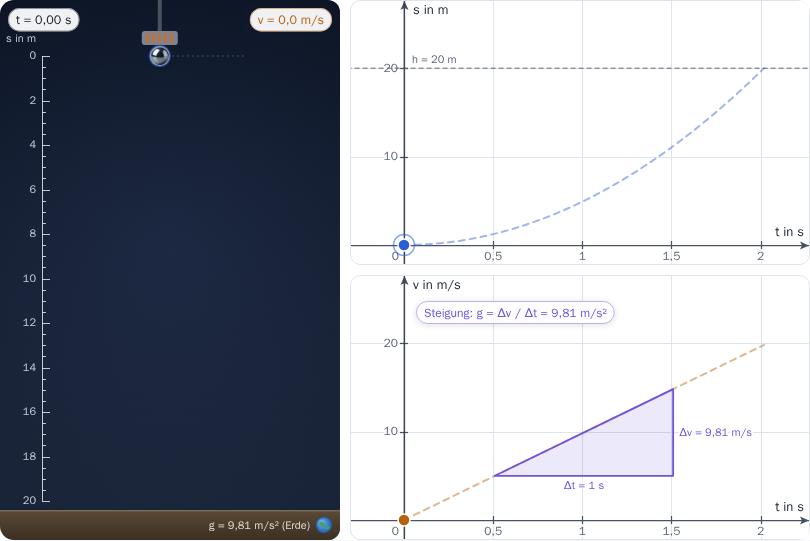 t = 0,00 s
v = 0,0 m/s
s in m
0
2
4
6
8
10
12
14
16
18
20
g = 9,81 m/s² (Erde)
s in m
h = 20 m
20
10
t in s
0
0,5
1
1,5
2
v in m/s
Steigung: g = Δv / Δt = 9,81 m/s²
20
10
Δv = 9,81 m/s
Δt = 1 s
t in s
0
0,5
1
1,5
2